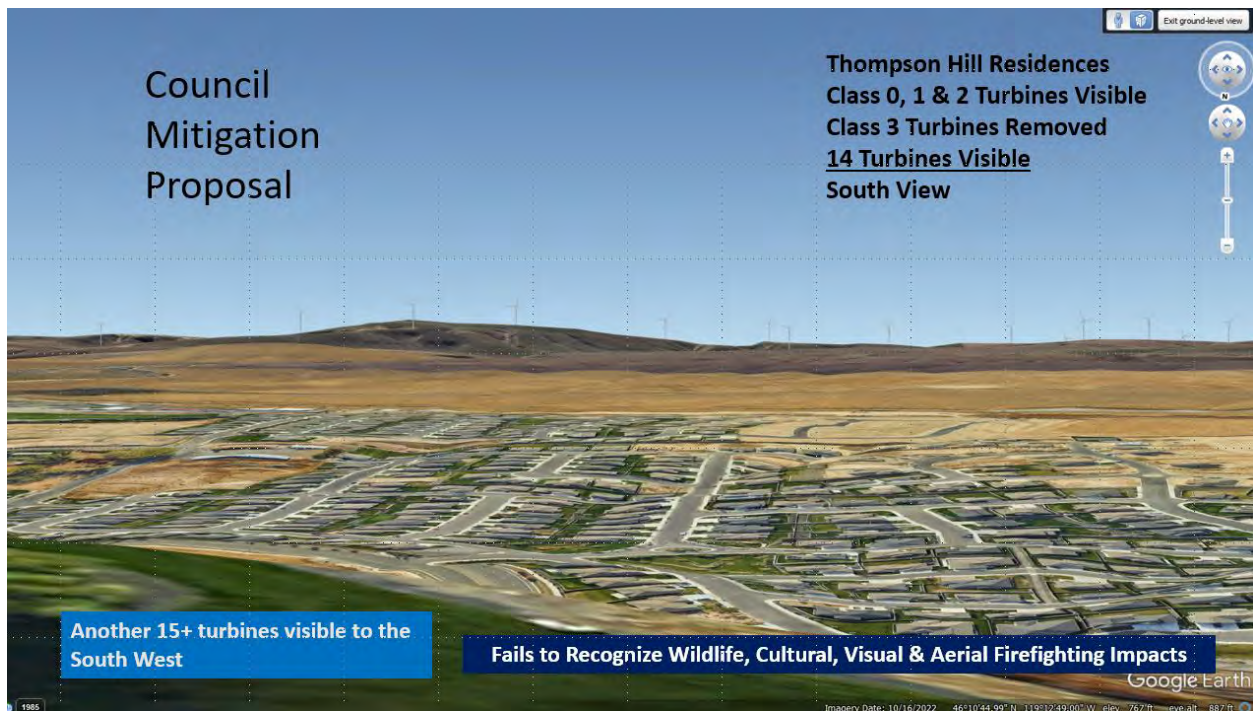 Exit ground-level view
Council
Mitigation
Proposal
Thompson Hill Residences
Class 0, 1 & 2 Turbines Visible
Class 3 Turbines Removed
14 Turbines Visible
South View
N
Another 15+ turbines visible to the
South West
Fails to Recognize Wildlife, Cultural, Visual & Aerial Firefighting Impacts
Google Earth
1985
Imagery Date: 10/16/2022 46°10'44.99" N 119°12'49.00" W elev 767 ft eye alt 887 ft